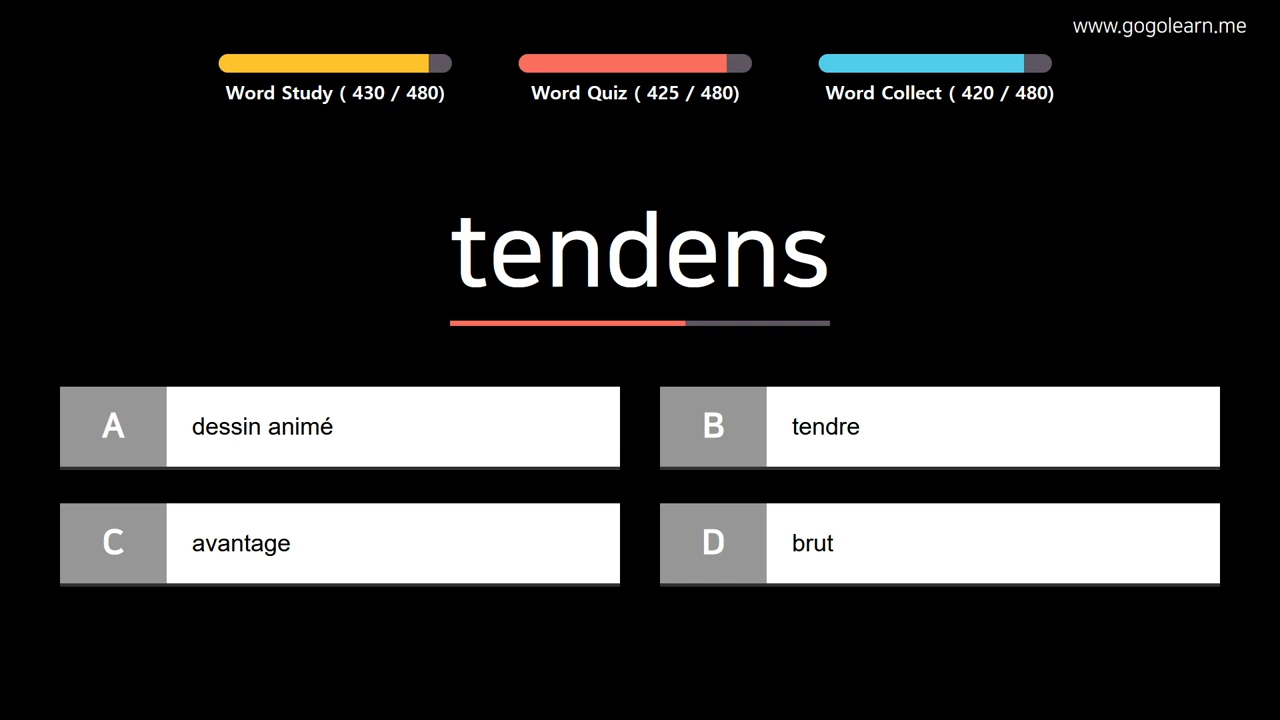 www.gogolearn.me
Word Study ( 430 / 480)
Word Quiz ( 425 / 480)
Word Collect ( 420 / 480)
tendens
A dessin animé
B tendre
C avantage
D brut